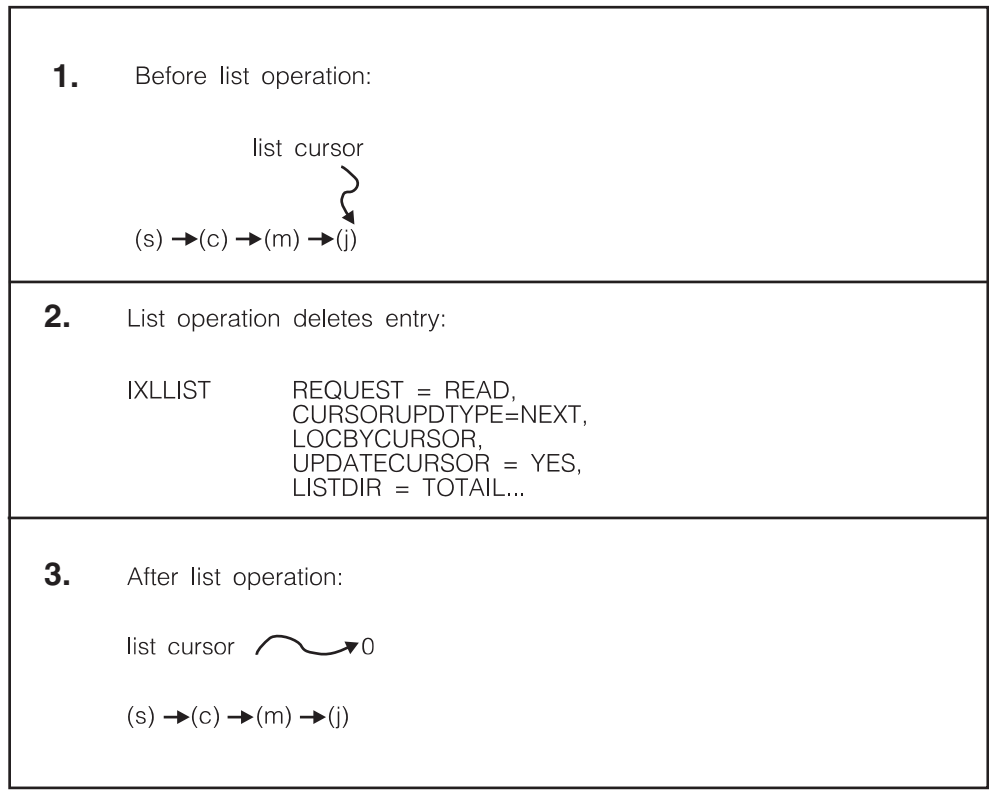 1. Before list operation:
list cursor
(s) →(c) →(m) →(j)
2. List operation deletes entry:
IXLLIST REQUEST = READ,
CURSORUPDTYPE=NEXT,
LOCBYCURSOR,
UPDATECURSOR = YES,
LISTDIR = TOTAIL...
3. After list operation:
list cursor 0
(s) →(c) →(m) →(j)